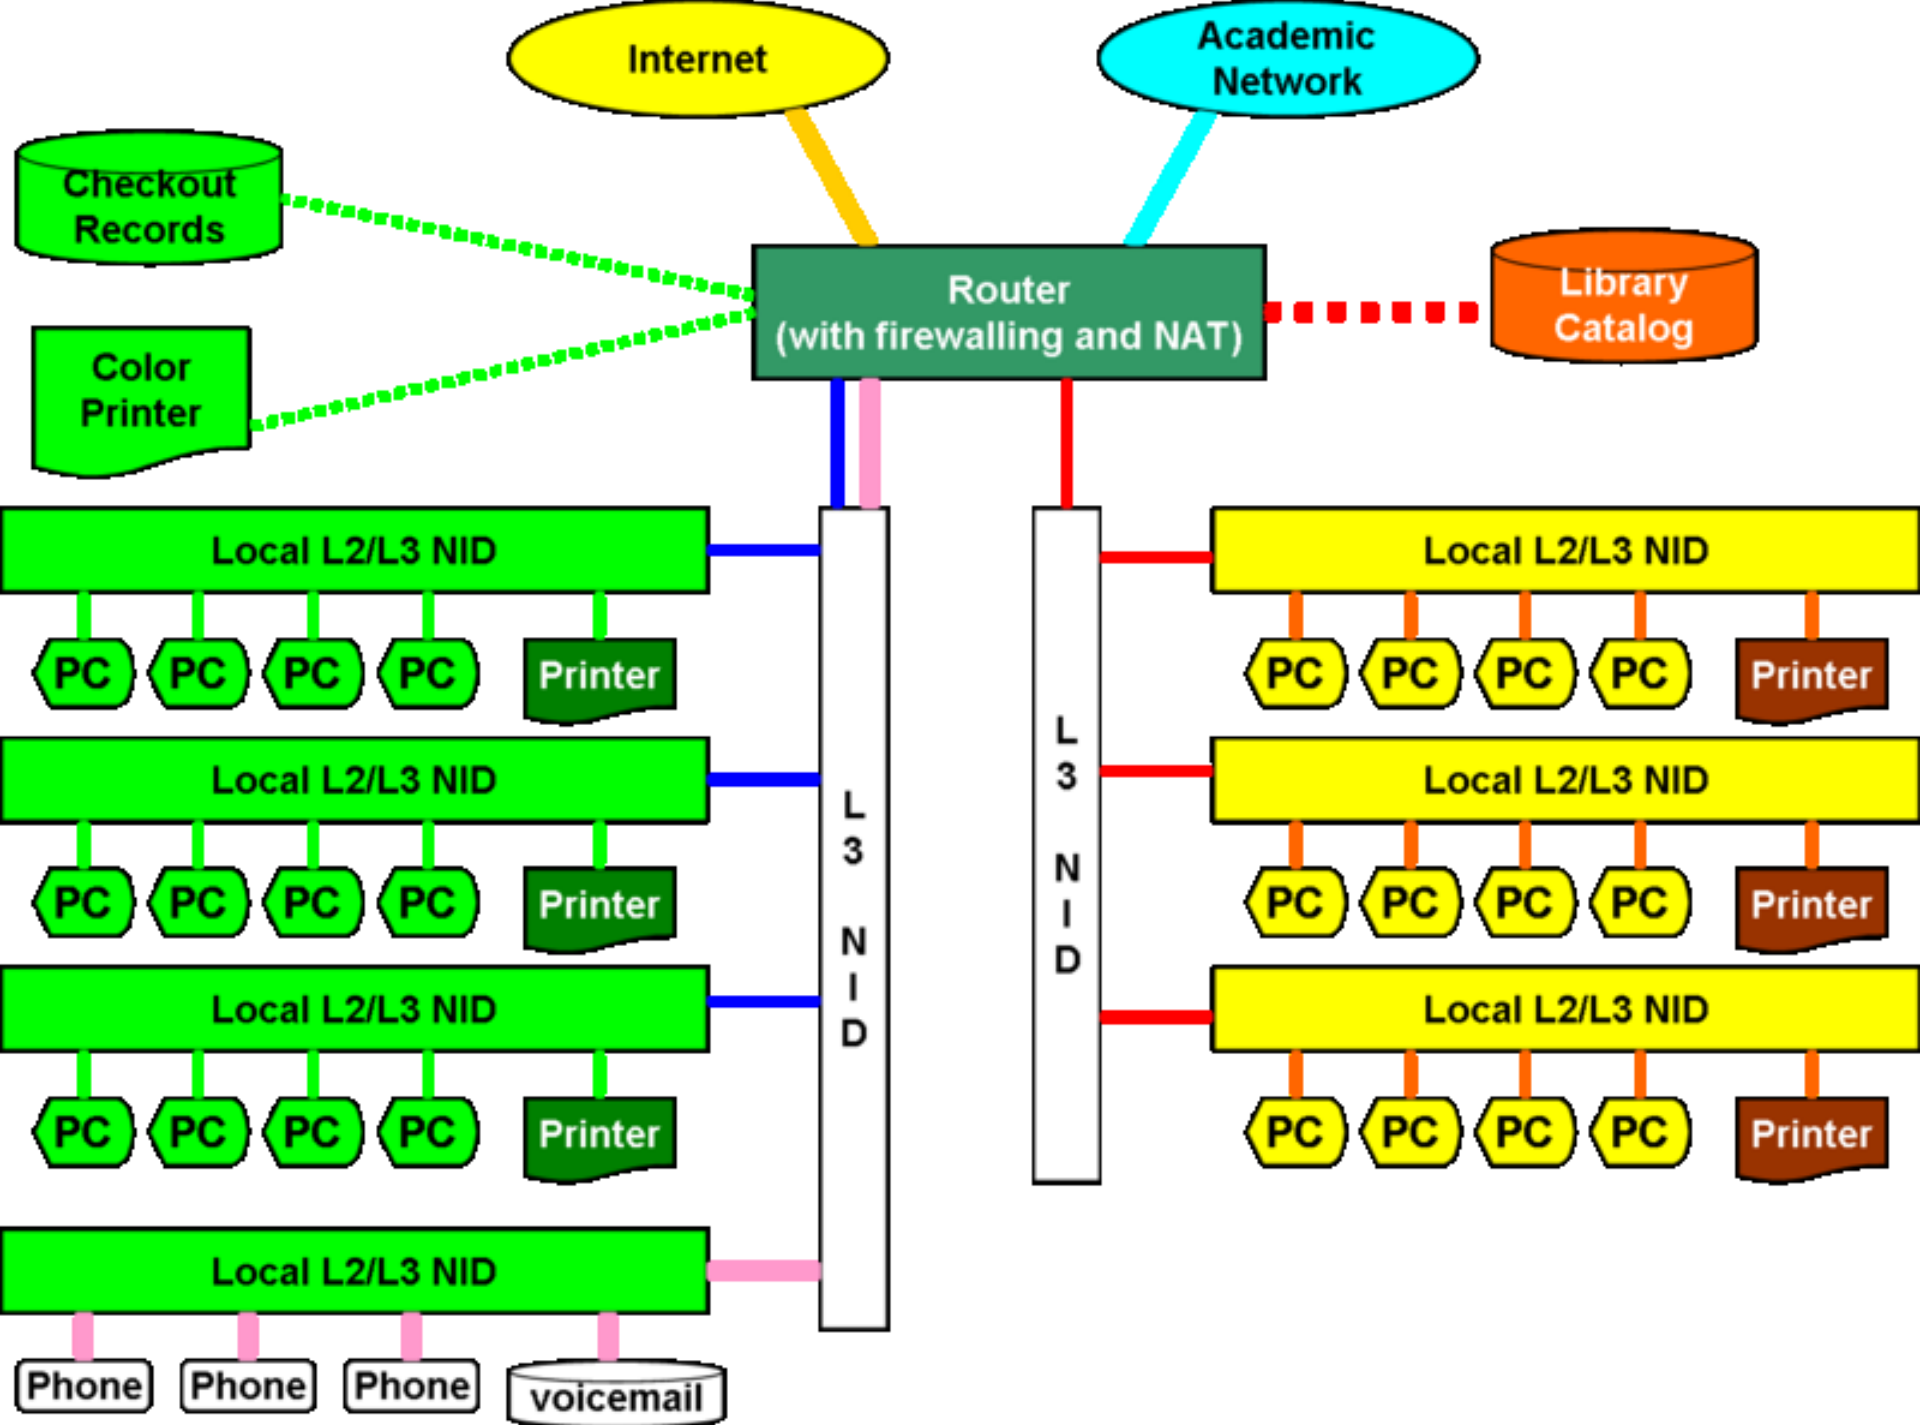 Internet
Academic
Network
Checkout
Records
Router
(with firewalling and NAT)
Library
Catalog
Color
Printer
Local L2/L3 NID
Local L2/L3 NID
PC PC PC PC Printer
PC PC PC PC Printer
L3 NID
L3 NID
Local L2/L3 NID
Local L2/L3 NID
PC PC PC PC Printer
PC PC PC PC Printer
Local L2/L3 NID
Local L2/L3 NID
PC PC PC PC Printer
PC PC PC PC Printer
Local L2/L3 NID
Phone Phone Phone voicemail